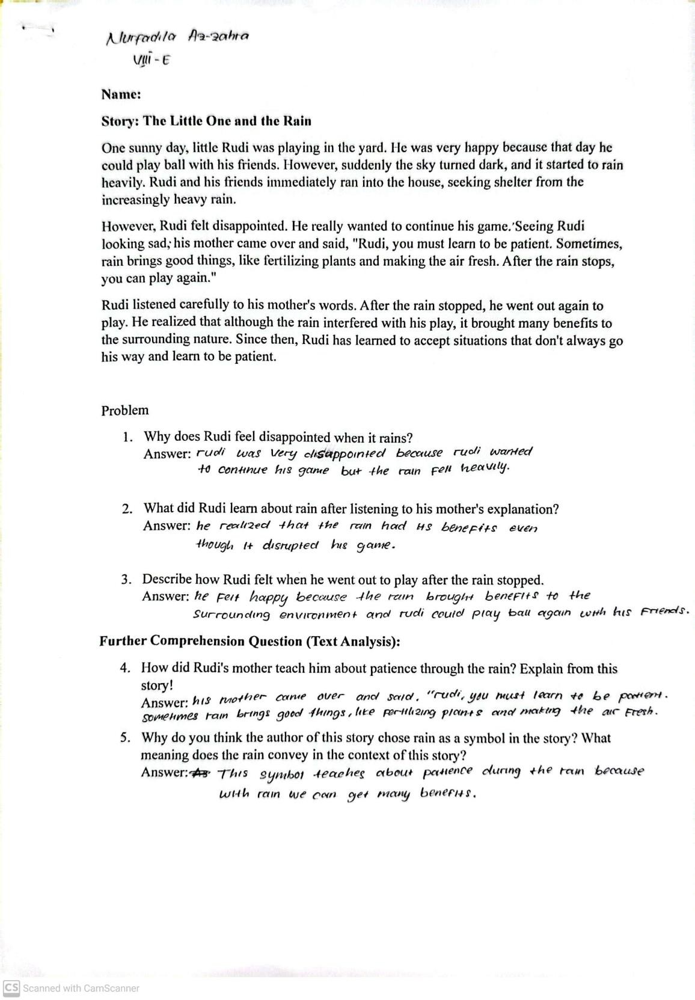 Nurfadila Az-zahra
VIII - E
Name:
Story: The Little One and the Rain
One sunny day, little Rudi was playing in the yard. He was very happy because that day he
could play ball with his friends. However, suddenly the sky turned dark, and it started to rain
heavily. Rudi and his friends immediately ran into the house, seeking shelter from the
increasingly heavy rain.
However, Rudi felt disappointed. He really wanted to continue his game. Seeing Rudi
looking sad, his mother came over and said, "Rudi, you must learn to be patient. Sometimes,
rain brings good things, like fertilizing plants and making the air fresh. After the rain stops,
you can play again."
Rudi listened carefully to his mother's words. After the rain stopped, he went out again to
play. He realized that although the rain interfered with his play, it brought many benefits to
the surrounding nature. Since then, Rudi has learned to accept situations that don't always go
his way and learn to be patient.
Problem
1. Why does Rudi feel disappointed when it rains?
Answer: rudi was very disappointed because rudi wanted
to continue his game but the rain fell heavily.
2. What did Rudi learn about rain after listening to his mother's explanation?
Answer: he realized that the rain had its benefits even
though it disrupted his game.
3. Describe how Rudi felt when he went out to play after the rain stopped.
Answer: he felt happy because the rain brought benefits to the
surrounding environment and rudi could play ball again with his friends.
Further Comprehension Question (Text Analysis):
4. How did Rudi's mother teach him about patience through the rain? Explain from this
story!
Answer: his mother came over and said, "rudi, you must learn to be patient.
sometimes rain brings good things, like fertilizing plants and making the air fresh.
5. Why do you think the author of this story chose rain as a symbol in the story? What
meaning does the rain convey in the context of this story?
Answer: This symbol teaches about patience during the rain because
with rain we can get many benefits.
CS Scanned with CamScanner